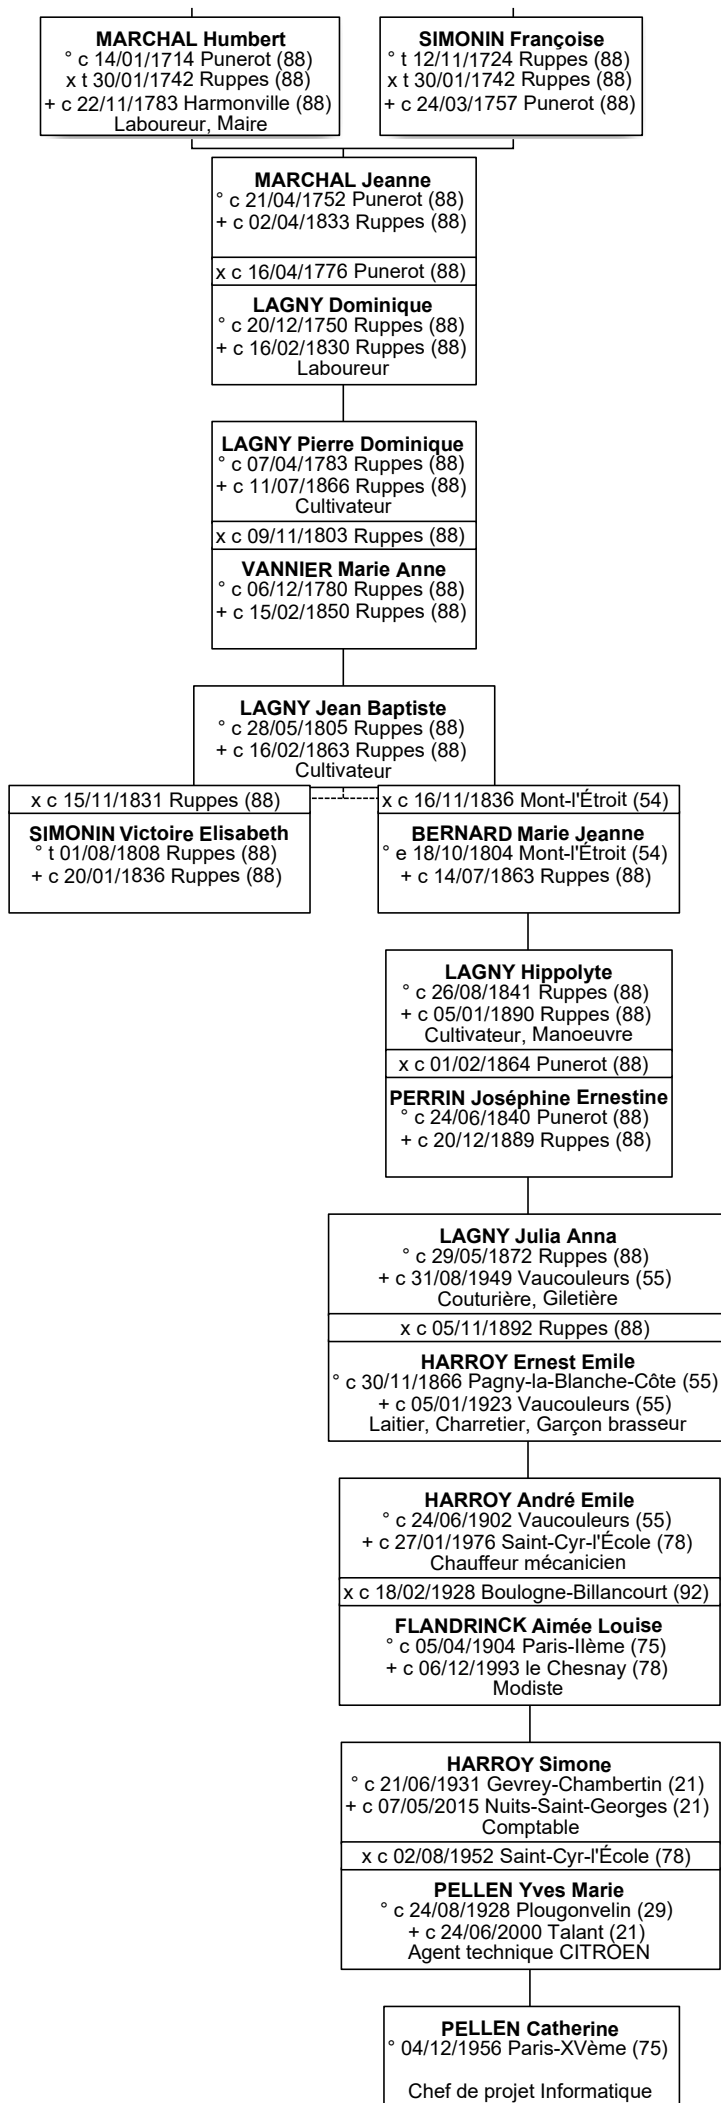 MARCHAL Humbert
° c 14/01/1714 Punerot (88)
x t 30/01/1742 Ruppes (88)
+ c 22/11/1783 Harmonville (88)
Laboureur, Maire
SIMONIN Françoise
° t 12/11/1724 Ruppes (88)
x t 30/01/1742 Ruppes (88)
+ c 24/03/1757 Punerot (88)
MARCHAL Jeanne
° c 21/04/1752 Punerot (88)
+ c 02/04/1833 Ruppes (88)
x c 16/04/1776 Punerot (88)
LAGNY Dominique
° c 20/12/1750 Ruppes (88)
+ c 16/02/1830 Ruppes (88)
Laboureur
LAGNY Pierre Dominique
° c 07/04/1783 Ruppes (88)
+ c 11/07/1866 Ruppes (88)
Cultivateur
x c 09/11/1803 Ruppes (88)
VANNIER Marie Anne
° c 06/12/1780 Ruppes (88)
+ c 15/02/1850 Ruppes (88)
LAGNY Jean Baptiste
° c 28/05/1805 Ruppes (88)
+ c 16/02/1863 Ruppes (88)
Cultivateur
x c 15/11/1831 Ruppes (88)
SIMONIN Victoire Elisabeth
° t 01/08/1808 Ruppes (88)
+ c 20/01/1836 Ruppes (88)
x c 16/11/1836 Mont-l'Étroit (54)
BERNARD Marie Jeanne
° e 18/10/1804 Mont-l'Étroit (54)
+ c 14/07/1863 Ruppes (88)
LAGNY Hippolyte
° c 26/08/1841 Ruppes (88)
+ c 05/01/1890 Ruppes (88)
Cultivateur, Manoeuvre
x c 01/02/1864 Punerot (88)
PERRIN Joséphine Ernestine
° c 24/06/1840 Punerot (88)
+ c 20/12/1889 Ruppes (88)
LAGNY Julia Anna
° c 29/05/1872 Ruppes (88)
+ c 31/08/1949 Vaucouleurs (55)
Couturière, Giletière
x c 05/11/1892 Ruppes (88)
HARROY Ernest Emile
° c 30/11/1866 Pagny-la-Blanche-Côte (55)
+ c 05/01/1923 Vaucouleurs (55)
Laitier, Charretier, Garçon brasseur
HARROY André Emile
° c 24/06/1902 Vaucouleurs (55)
+ c 27/01/1976 Saint-Cyr-l'École (78)
Chauffeur mécanicien
x c 18/02/1928 Boulogne-Billancourt (92)
FLANDRINCK Aimée Louise
° c 05/04/1904 Paris-IIème (75)
+ c 06/12/1993 le Chesnay (78)
Modiste
HARROY Simone
° c 21/06/1931 Gevrey-Chambertin (21)
+ c 07/05/2015 Nuits-Saint-Georges (21)
Comptable
x c 02/08/1952 Saint-Cyr-l'École (78)
PELLEN Yves Marie
° c 24/08/1928 Plougonvelin (29)
+ c 24/06/2000 Talant (21)
Agent technique CITROEN
PELLEN Catherine
° 04/12/1956 Paris-XVème (75)
Chef de projet Informatique